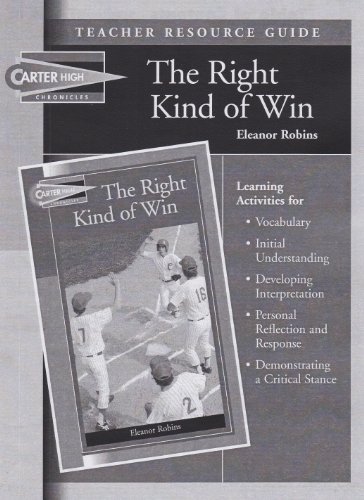 TEACHER RESOURCE GUIDE
CARTER HIGH
CHRONICLES
The Right
Kind of Win
Eleanor Robins
CARTER HIGH
CHRONICLES
The Right
Kind of Win
16
2
Eleanor Robins
Learning
Activities for
• Vocabulary
• Initial
Understanding
• Developing
Interpretation
• Personal
Reflection and
Response
• Demonstrating
a Critical Stance